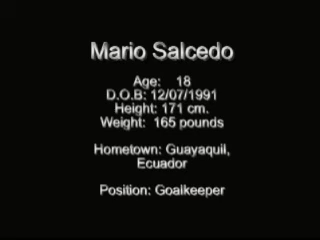 Mario Salcedo
Age: 18
D.O.B: 12/07/1991
Height: 171 cm.
Weight: 165 pounds
Hometown: Guayaquil,
Ecuador
Position: Goalkeeper